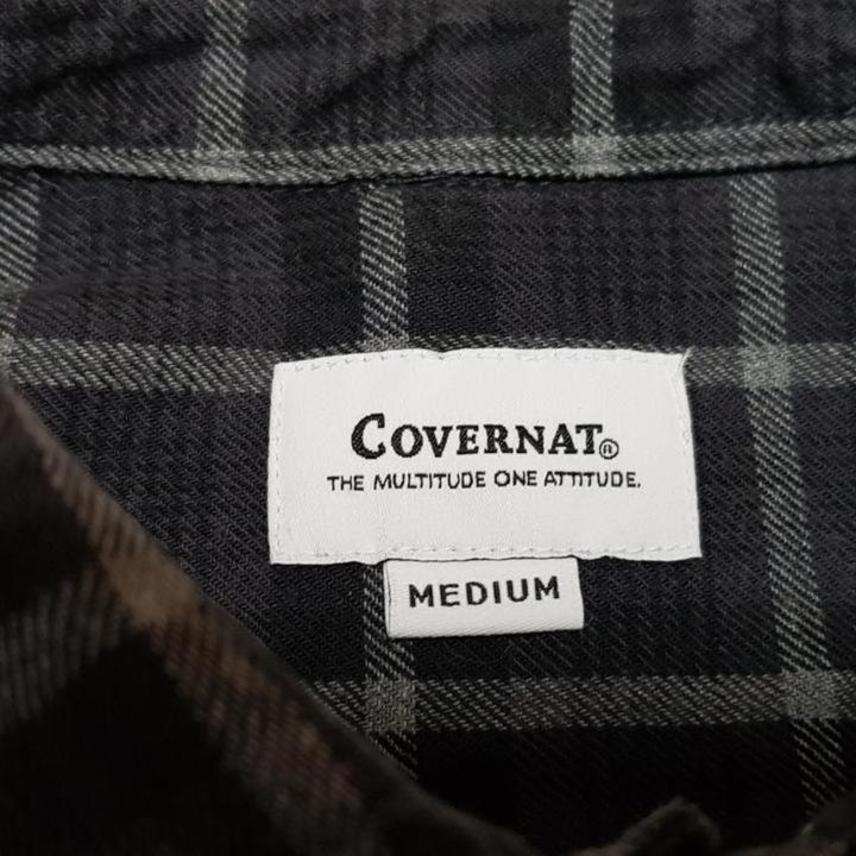 COVERNAT®
THE MULTITUDE ONE ATTITUDE.
MEDIUM